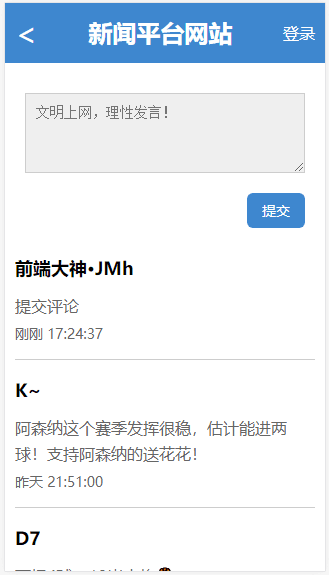 < 新闻平台网站 登录
文明上网，理性发言！
提交
前端大神·JMh
提交评论
刚刚 17:24:37
K~
阿森纳这个赛季发挥很稳，估计能进两
球！支持阿森纳的送花花！
昨天 21:51:00
D7